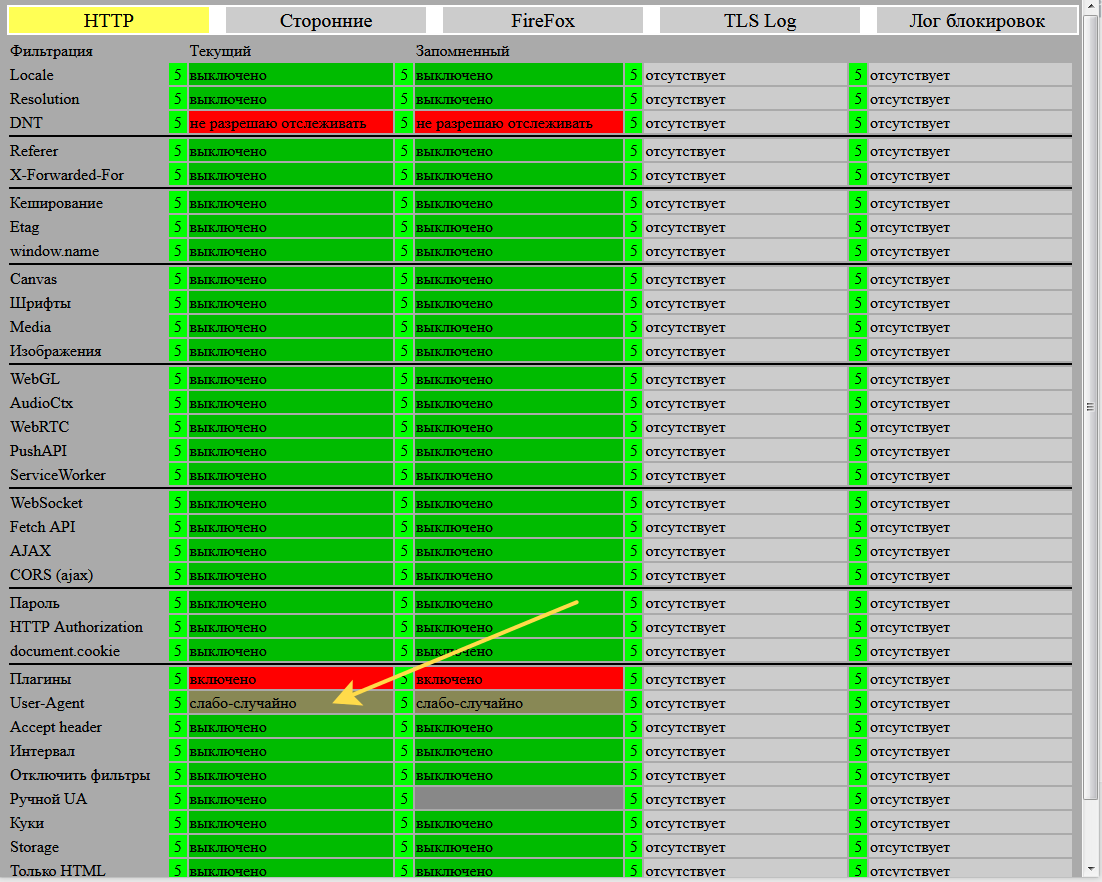 HTTP Сторонние FireFox TLS Log Лог блокировок
Фильтрация Текущий Запомненный
Locale 5 выключено 5 выключено 5 отсутствует 5 отсутствует
Resolution 5 выключено 5 выключено 5 отсутствует 5 отсутствует
DNT 5 не разрешаю отслеживать 5 не разрешаю отслеживать 5 отсутствует 5 отсутствует
Referer 5 выключено 5 выключено 5 отсутствует 5 отсутствует
X-Forwarded-For 5 выключено 5 выключено 5 отсутствует 5 отсутствует
Кеширование 5 выключено 5 выключено 5 отсутствует 5 отсутствует
Etag 5 выключено 5 выключено 5 отсутствует 5 отсутствует
window.name 5 выключено 5 выключено 5 отсутствует 5 отсутствует
Canvas 5 выключено 5 выключено 5 отсутствует 5 отсутствует
Шрифты 5 выключено 5 выключено 5 отсутствует 5 отсутствует
Media 5 выключено 5 выключено 5 отсутствует 5 отсутствует
Изображения 5 выключено 5 выключено 5 отсутствует 5 отсутствует
WebGL 5 выключено 5 выключено 5 отсутствует 5 отсутствует
AudioCtx 5 выключено 5 выключено 5 отсутствует 5 отсутствует
WebRTC 5 выключено 5 выключено 5 отсутствует 5 отсутствует
PushAPI 5 выключено 5 выключено 5 отсутствует 5 отсутствует
ServiceWorker 5 выключено 5 выключено 5 отсутствует 5 отсутствует
WebSocket 5 выключено 5 выключено 5 отсутствует 5 отсутствует
Fetch API 5 выключено 5 выключено 5 отсутствует 5 отсутствует
AJAX 5 выключено 5 выключено 5 отсутствует 5 отсутствует
CORS (ajax) 5 выключено 5 выключено 5 отсутствует 5 отсутствует
Пароль 5 выключено 5 выключено 5 отсутствует 5 отсутствует
HTTP Authorization 5 выключено 5 выключено 5 отсутствует 5 отсутствует
document.cookie 5 выключено 5 выключено 5 отсутствует 5 отсутствует
Плагины 5 включено 5 включено 5 отсутствует 5 отсутствует
User-Agent 5 слабо-случайно 5 слабо-случайно 5 отсутствует 5 отсутствует
Accept header 5 выключено 5 выключено 5 отсутствует 5 отсутствует
Интервал 5 выключено 5 выключено 5 отсутствует 5 отсутствует
Отключить фильтры 5 выключено 5 выключено 5 отсутствует 5 отсутствует
Ручной UA 5 выключено 5 5 отсутствует 5 отсутствует
Куки 5 выключено 5 выключено 5 отсутствует 5 отсутствует
Storage 5 выключено 5 выключено 5 отсутствует 5 отсутствует
Только HTML 5 выключено 5 выключено 5 отсутствует 5 отсутствует